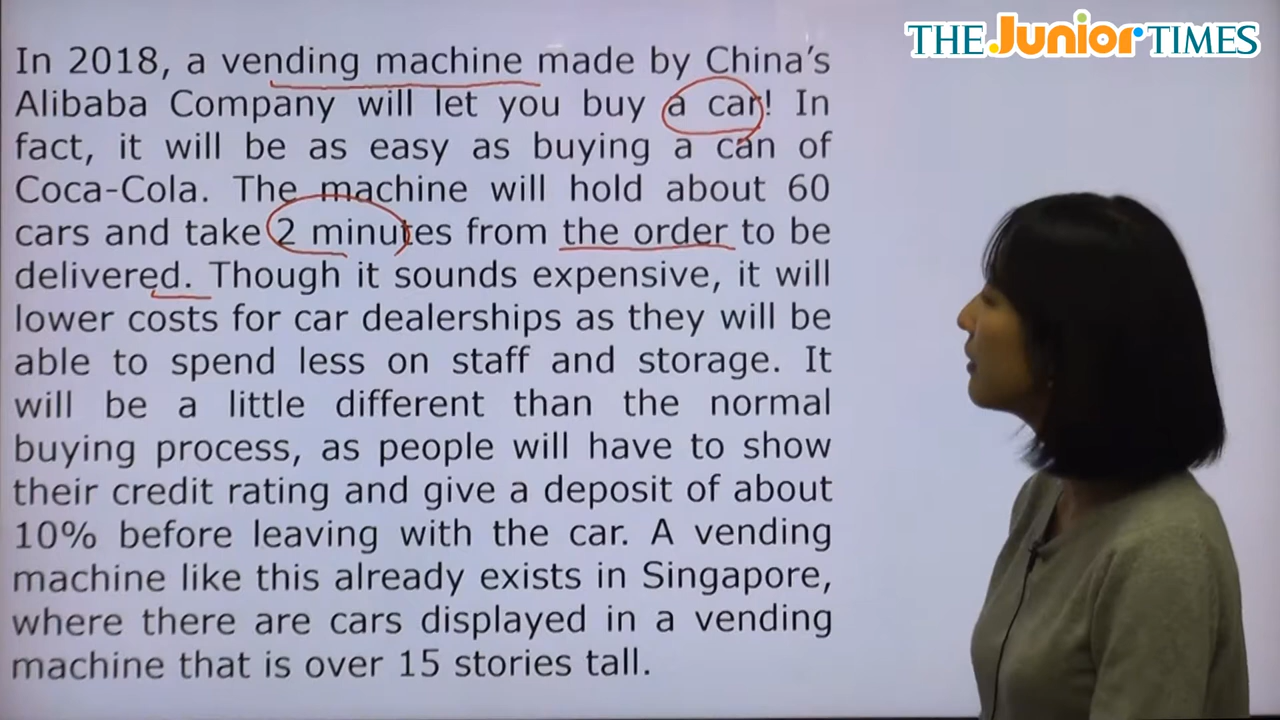 THE Junior TIMES
In 2018, a vending machine made by China's
Alibaba Company will let you buy a car! In
fact, it will be as easy as buying a can of
Coca-Cola. The machine will hold about 60
cars and take 2 minutes from the order to be
delivered. Though it sounds expensive, it will
lower costs for car dealerships as they will be
able to spend less on staff and storage. It
will be a little different than the normal
buying process, as people will have to show
their credit rating and give a deposit of about
10% before leaving with the car. A vending
machine like this already exists in Singapore,
where there are cars displayed in a vending
machine that is over 15 stories tall.